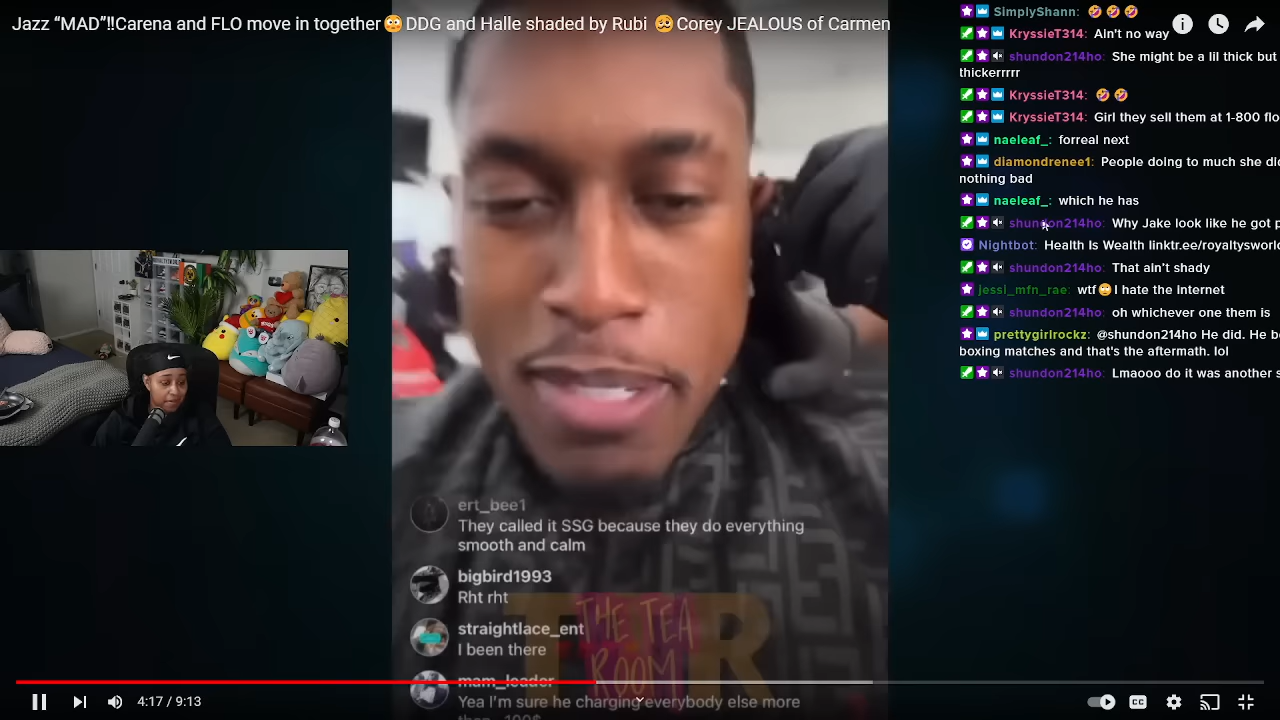 Jazz “MAD”!!Carena and FLO move in together🙄DDG and Halle shaded by Rubi 🥴Corey JEALOUS of Carmen
SimplyShann: 🤣🤣🤣
KryssieT314: Ain't no way
shundon214ho: She might be a lil thick but
thickerrrrr
KryssieT314: 🤣🤣
KryssieT314: Girl they sell them at 1-800
naeleaf_: forreal next
diamondrenee1: People doing to much she
nothing bad
naeleaf_: which he has
shundon214ho: Why Jake look like he got
Nightbot: Health Is Wealth linktr.ee/royaltysworld
shundon214ho: That ain't shady
jessi_mfn_rae: wtf🙄I hate the Internet
shundon214ho: oh whichever one them is
prettygirlrockz: @shundon214ho He did. He
boxing matches and that's the aftermath. lol
shundon214ho: Lmaooo do it was another
ert_bee1
They called it SSG because they do everything
smooth and calm
bigbird1993
Rht rht
straightlace_ent
I been there
mam_leader
Yea I'm sure he charging everybody else more
than 100$
THE TEA
ROOM
T R
4:17 / 9:13
CC